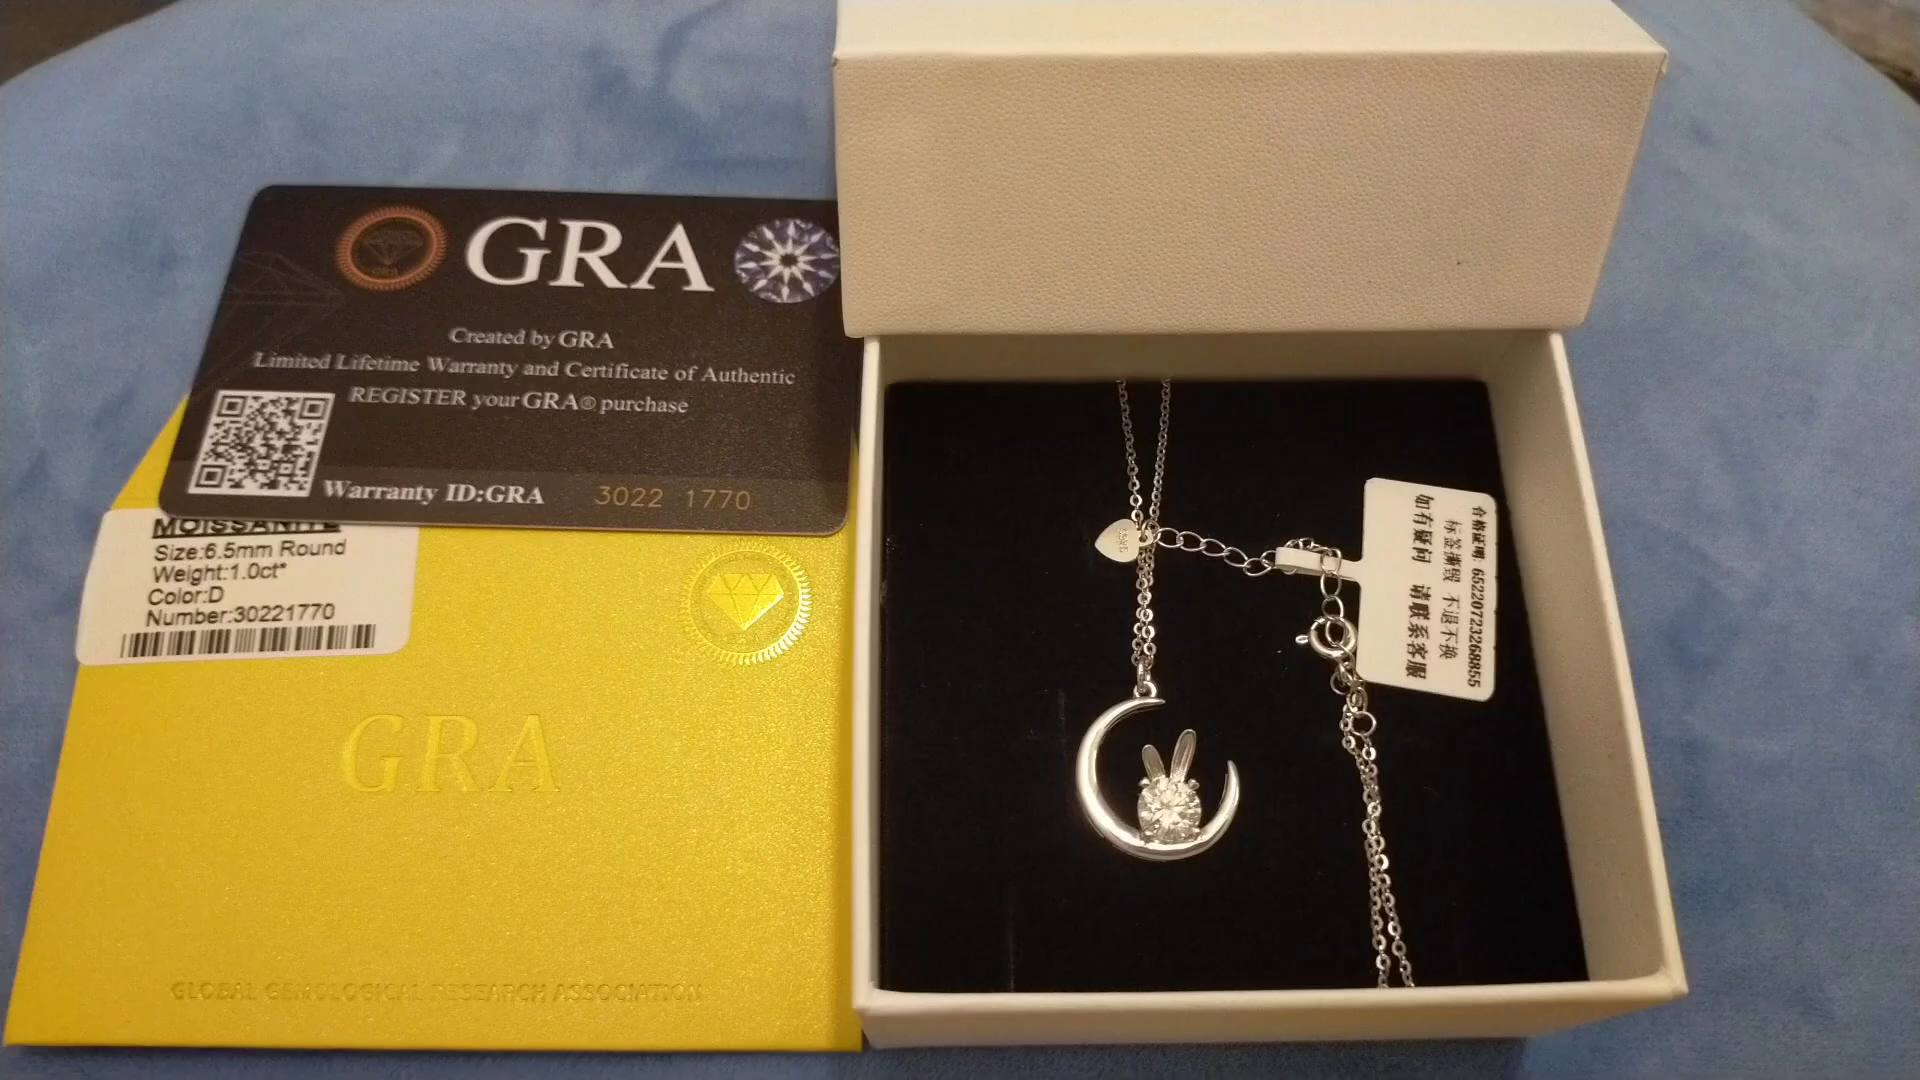 GRA
GRA
Created by GRA
Limited Lifetime Warranty and Certificate of Authentic
REGISTER your GRA® purchase
Warranty ID:GRA 3022 1770
MOISSANITE
Size:6.5mm Round
Weight:1.0ct*
Color:D
Number:30221770
GRA
GLOBAL GEMOLOGICAL RESEARCH ASSOCIATION
合格证明: 65220723268855
标签撕毁 不退不换
如有疑问 请联系客服